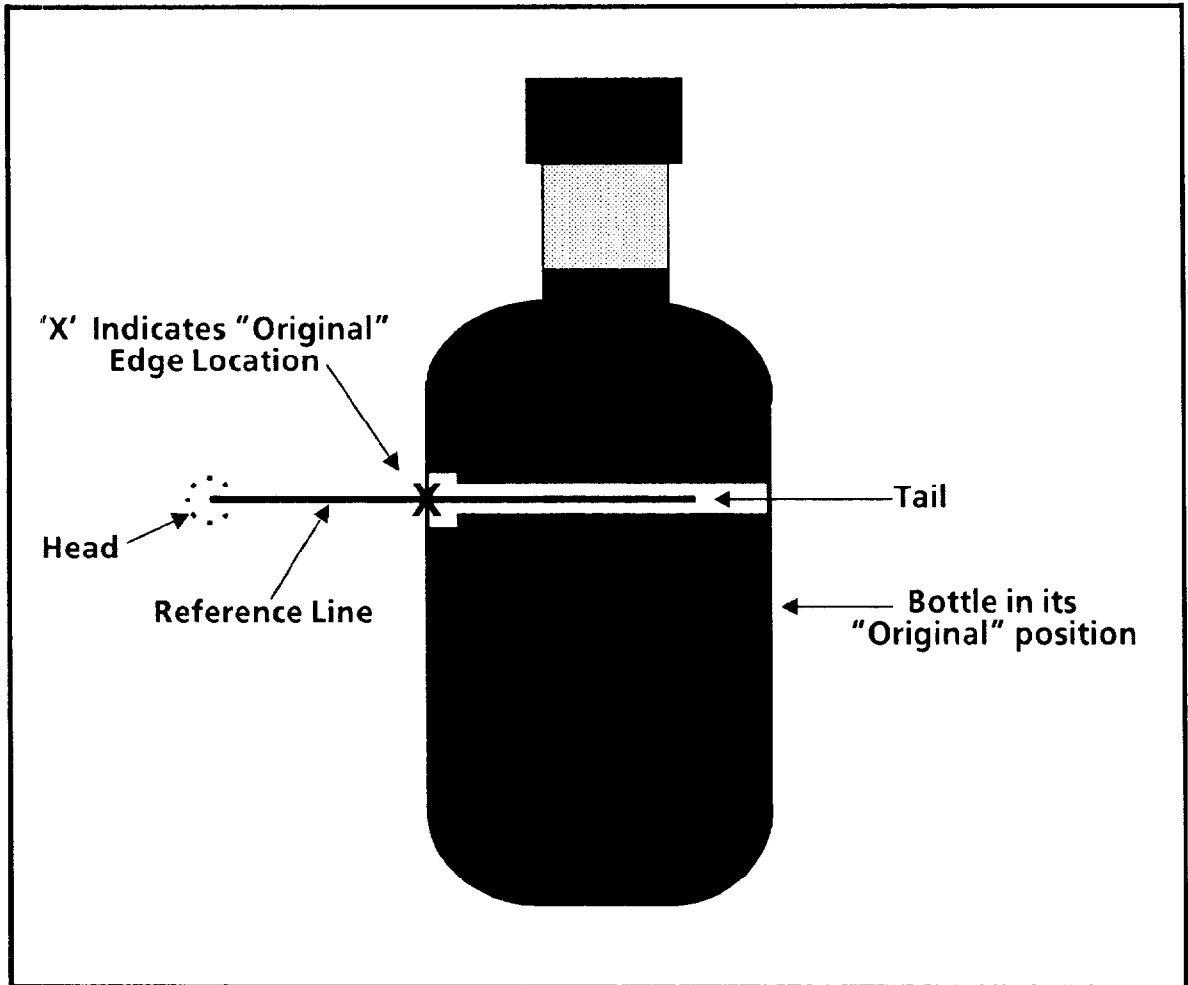 'X' Indicates "Original"
Edge Location
X
Tail
Head
Reference Line
Bottle in its
"Original" position